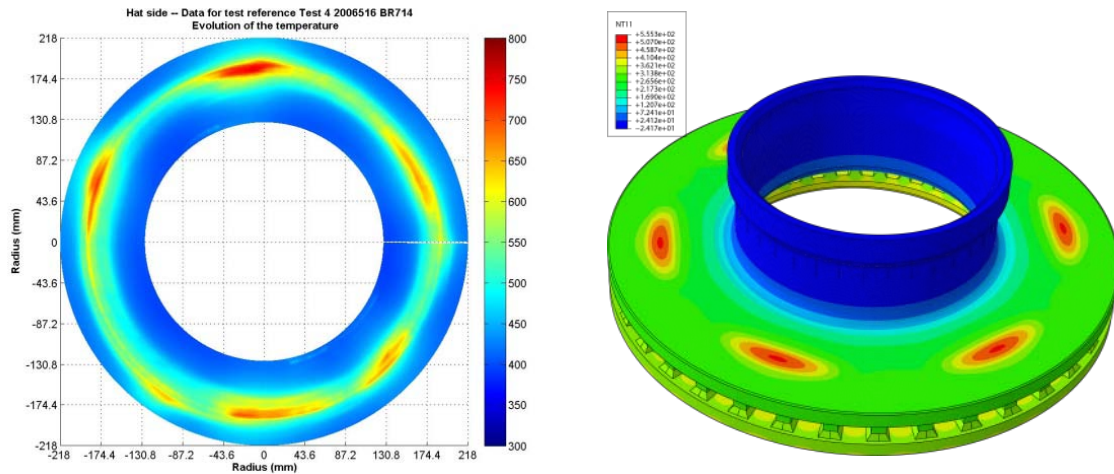 Hat side -- Data for test reference Test 4 2006516 BR714
Evolution of the temperature
218
174.4
130.8
87.2
43.6
0
-43.6
-87.2
-130.8
-174.4
-218
Radius (mm)
-218 -174.4 -130.8 -87.2 -43.6 0 43.6 87.2 130.8 174.4 218
Radius (mm)
800
750
700
650
600
550
500
450
400
350
300
NT11
+5.553e+02
+5.070e+02
+4.587e+02
+4.104e+02
+3.621e+02
+3.138e+02
+2.656e+02
+2.173e+02
+1.690e+02
+1.207e+02
+7.241e+01
+2.412e+01
-2.417e+01